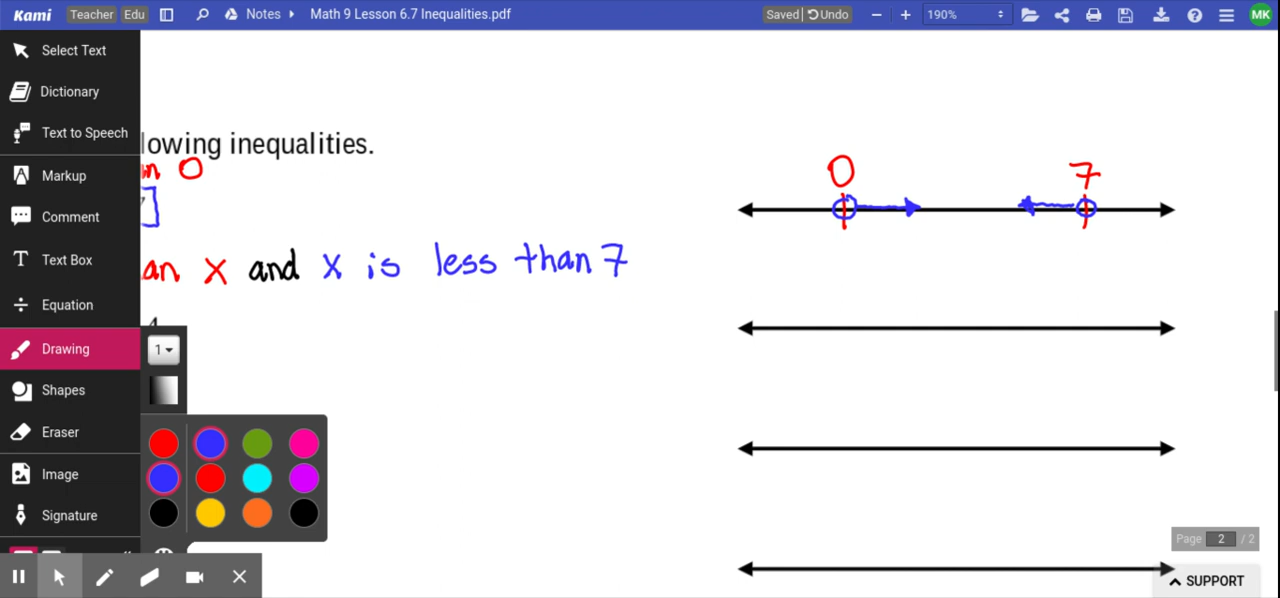 Kami Teacher Edu Notes Math 9 Lesson 6.7 Inequalities.pdf Saved Undo − + 190% MK
Select Text
Dictionary
Text to Speech
Markup
Comment
Text Box
Equation
Drawing
Shapes
Eraser
Image
Signature
lowing inequalities.
0
an x and x is less than 7
1
0 7
Page 2 / 2
SUPPORT